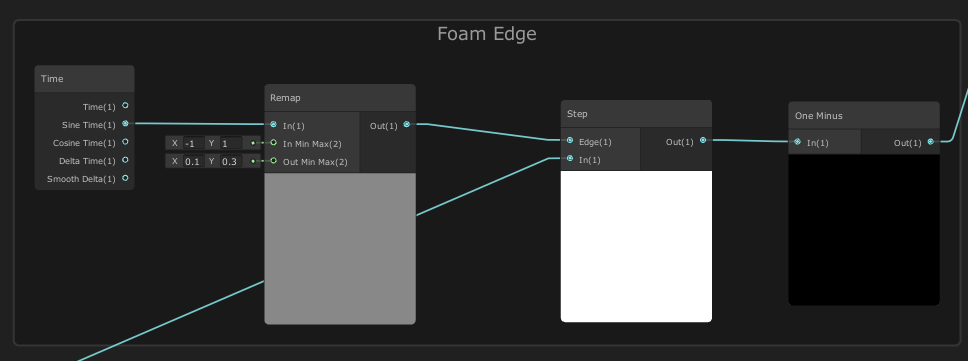 Foam Edge
Time
Time(1)
Sine Time(1)
Cosine Time(1)
Delta Time(1)
Smooth Delta(1)
X -1 Y 1
X 0.1 Y 0.3
Remap
In(1) Out(1)
In Min Max(2)
Out Min Max(2)
Step
Edge(1) Out(1)
In(1)
One Minus
In(1) Out(1)